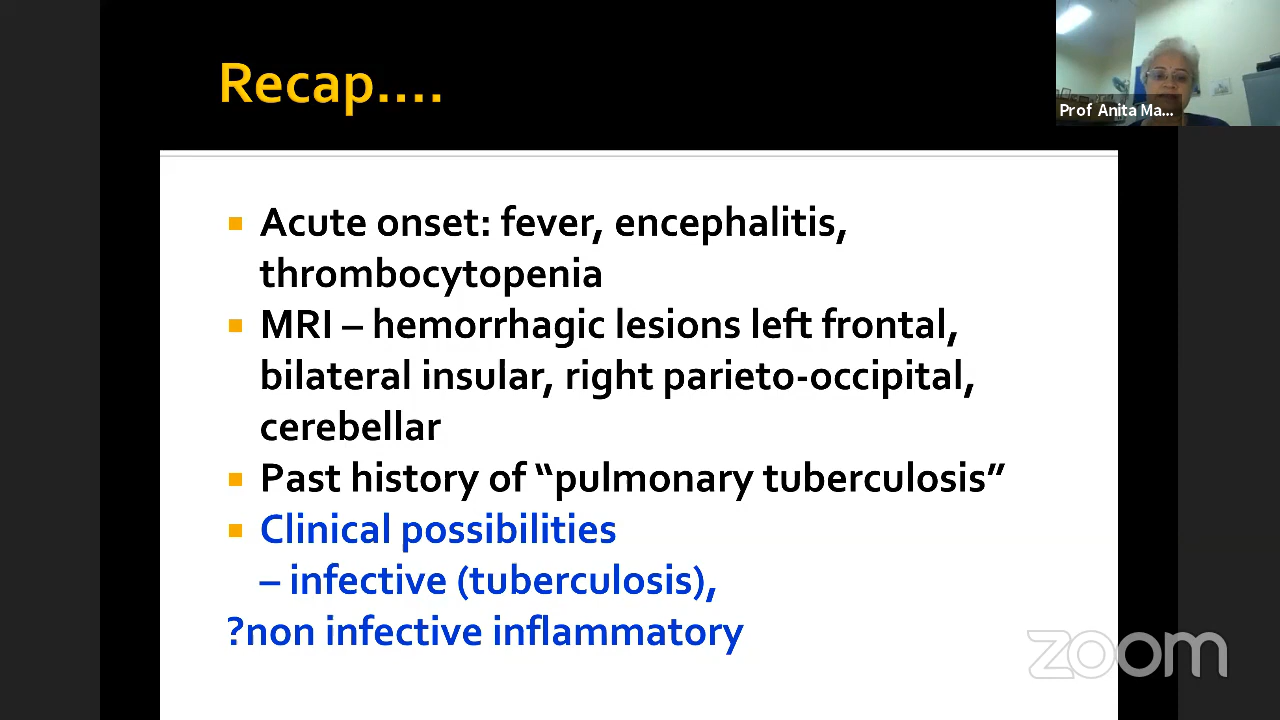 Recap....
Prof Anita Ma...
Acute onset: fever, encephalitis,
thrombocytopenia
MRI – hemorrhagic lesions left frontal,
bilateral insular, right parieto-occipital,
cerebellar
Past history of “pulmonary tuberculosis”
Clinical possibilities
– infective (tuberculosis),
?non infective inflammatory
zoom